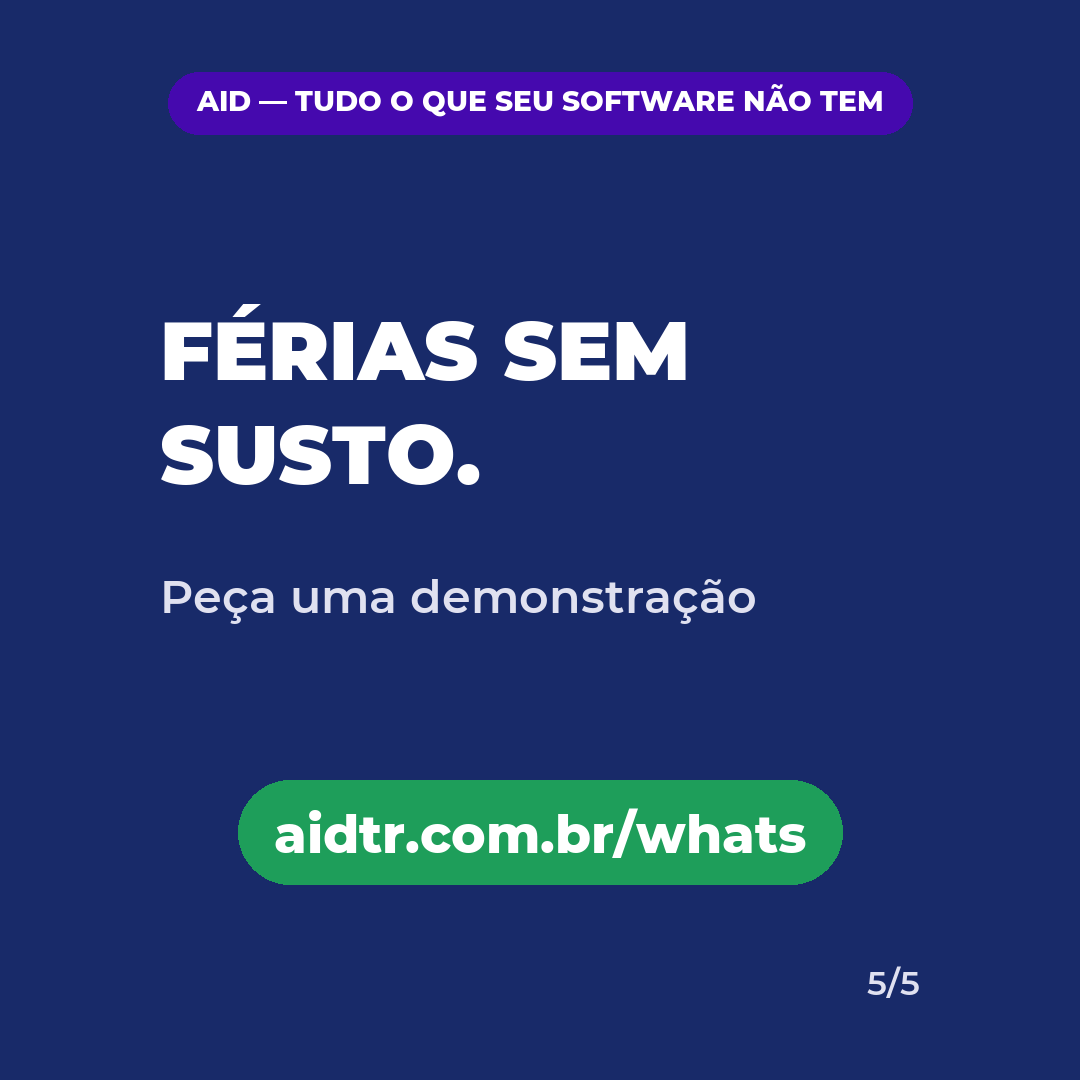 AID — TUDO O QUE SEU SOFTWARE NÃO TEM
FÉRIAS SEM
SUSTO.
Peça uma demonstração
aidtr.com.br/whats
5/5